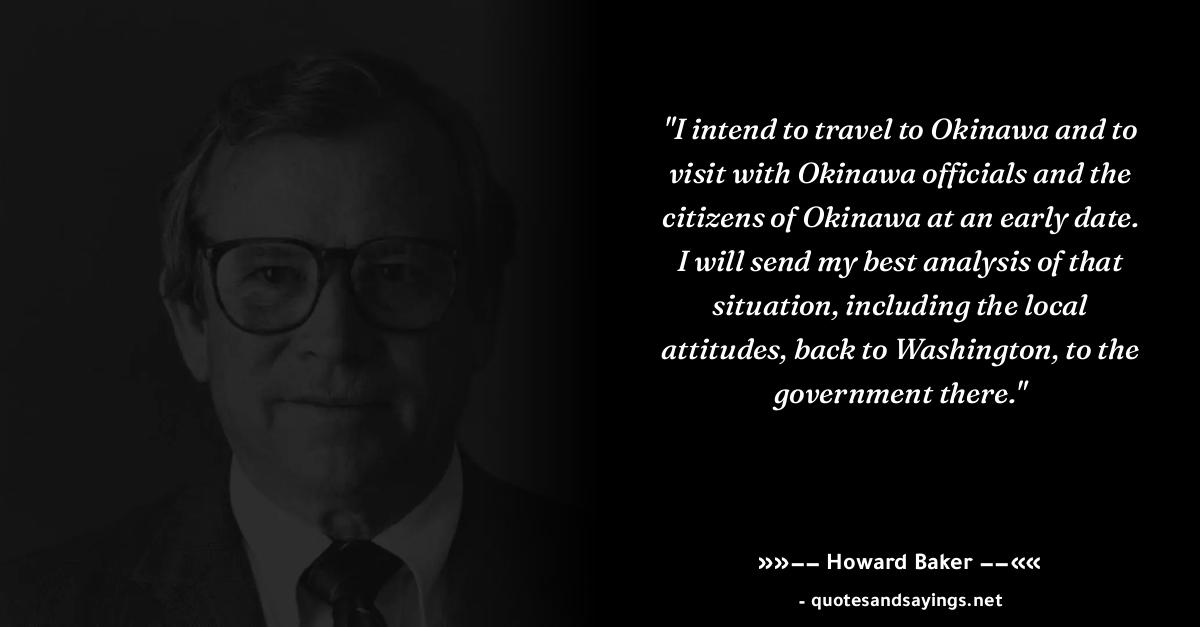 "I intend to travel to Okinawa and to
visit with Okinawa officials and the
citizens of Okinawa at an early date.
I will send my best analysis of that
situation, including the local
attitudes, back to Washington, to the
government there."
»»–– Howard Baker ––««
- quotesandsayings.net